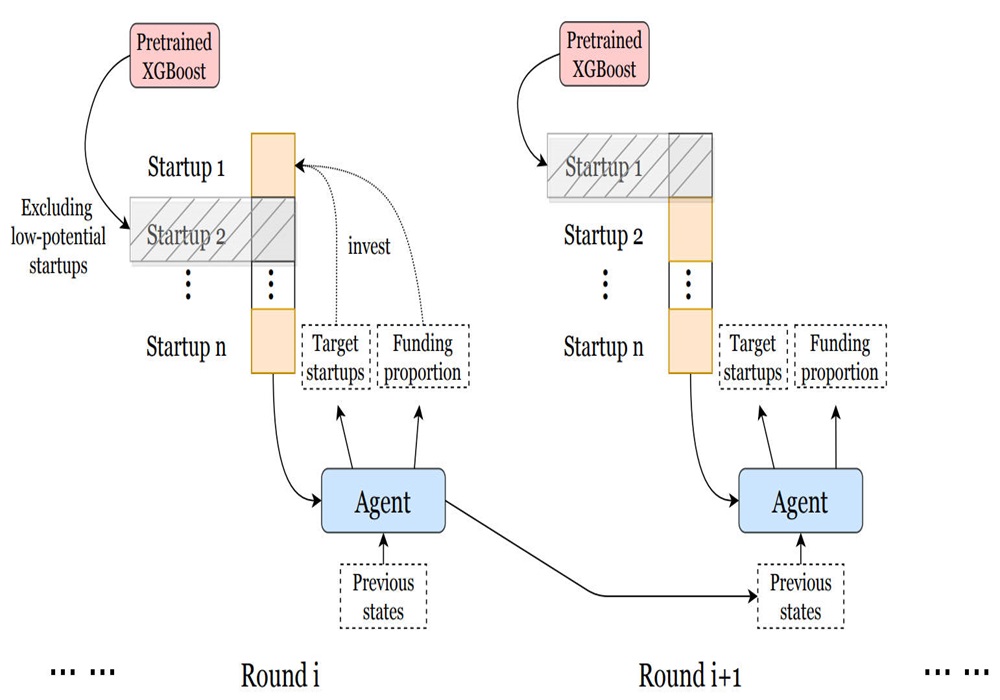 Pretrained
XGBoost
Startup 1
Excluding
low-potential
startups
Startup 2
invest
Startup n
Target
startups
Funding
proportion
Agent
Previous
states
Round i
Pretrained
XGBoost
Startup 1
Startup 2
Startup n
Target
startups
Funding
proportion
Agent
Previous
states
Round i+1